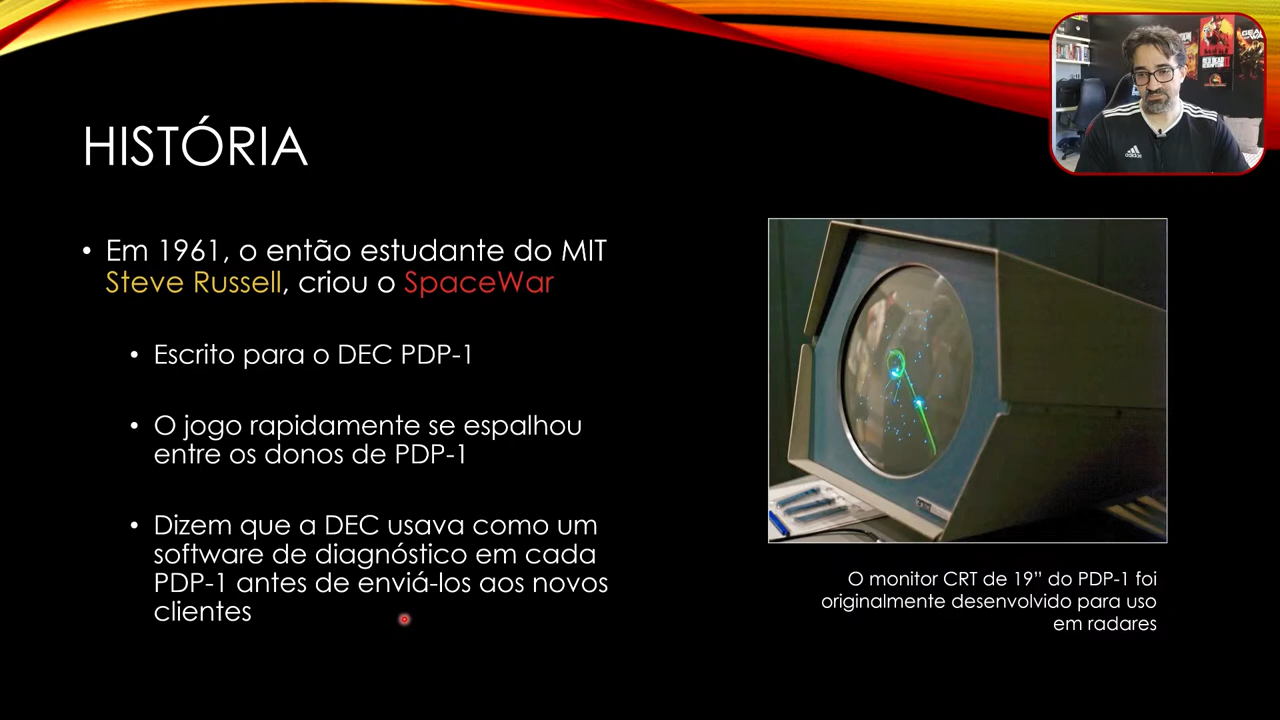 HISTÓRIA
• Em 1961, o então estudante do MIT
Steve Russell, criou o SpaceWar
• Escrito para o DEC PDP-1
• O jogo rapidamente se espalhou
entre os donos de PDP-1
• Dizem que a DEC usava como um
software de diagnóstico em cada
PDP-1 antes de enviá-los aos novos
clientes
O monitor CRT de 19” do PDP-1 foi
originalmente desenvolvido para uso
em radares
adidas